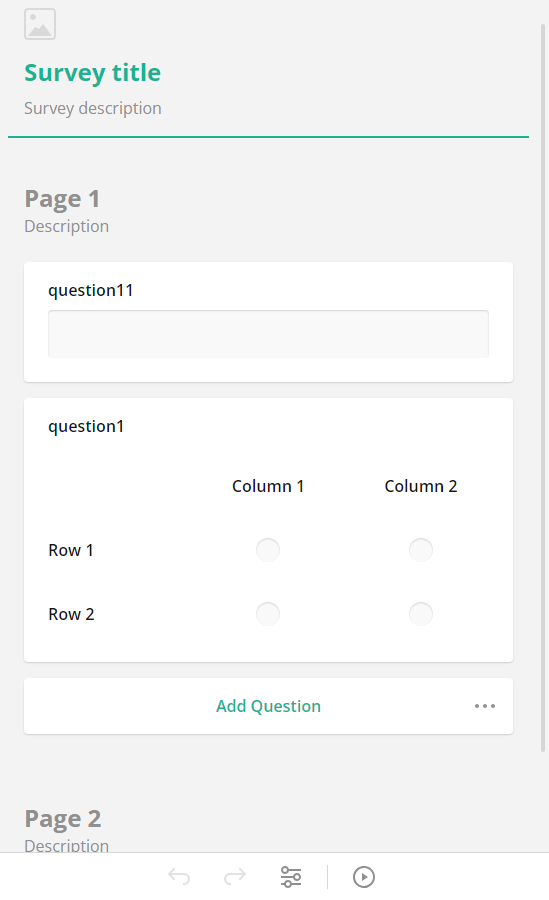 Survey title
Survey description
Page 1
Description
question11
question1
Column 1 Column 2
Row 1
Row 2
Add Question
Page 2
Description